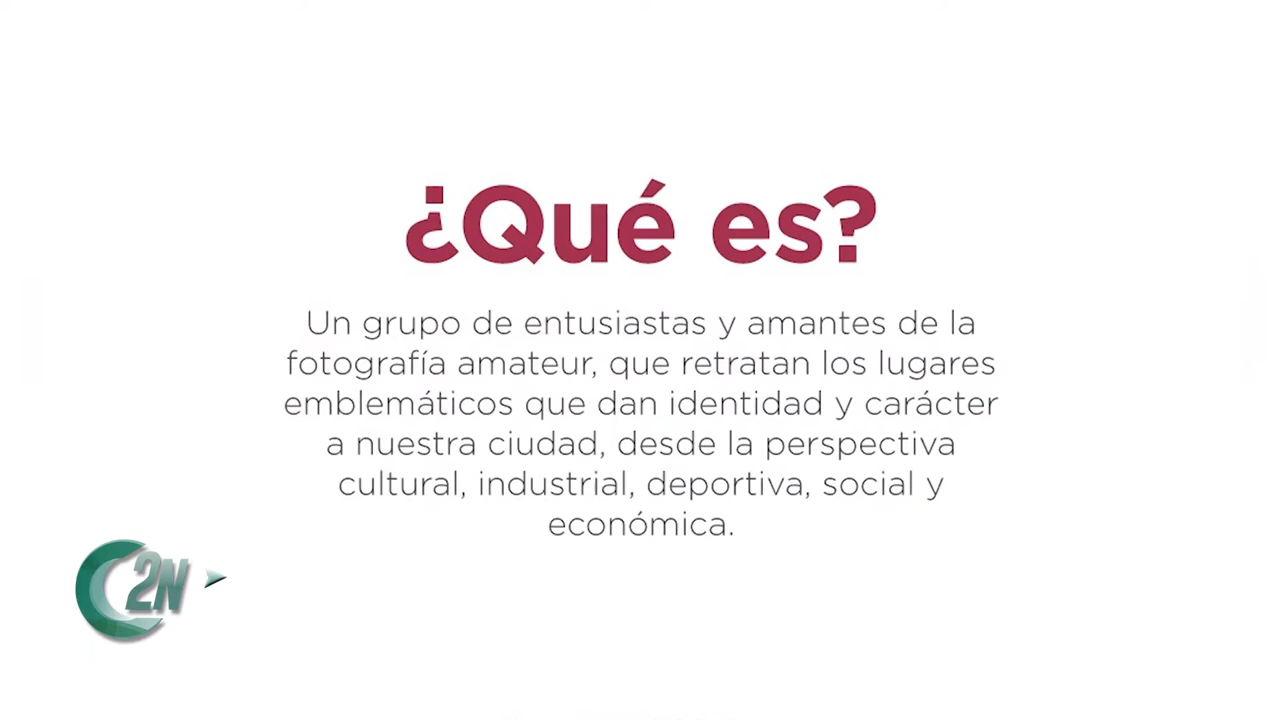 ¿Qué es?
Un grupo de entusiastas y amantes de la
fotografía amateur, que retratan los lugares
emblemáticos que dan identidad y carácter
a nuestra ciudad, desde la perspectiva
cultural, industrial, deportiva, social y
económica.
2N